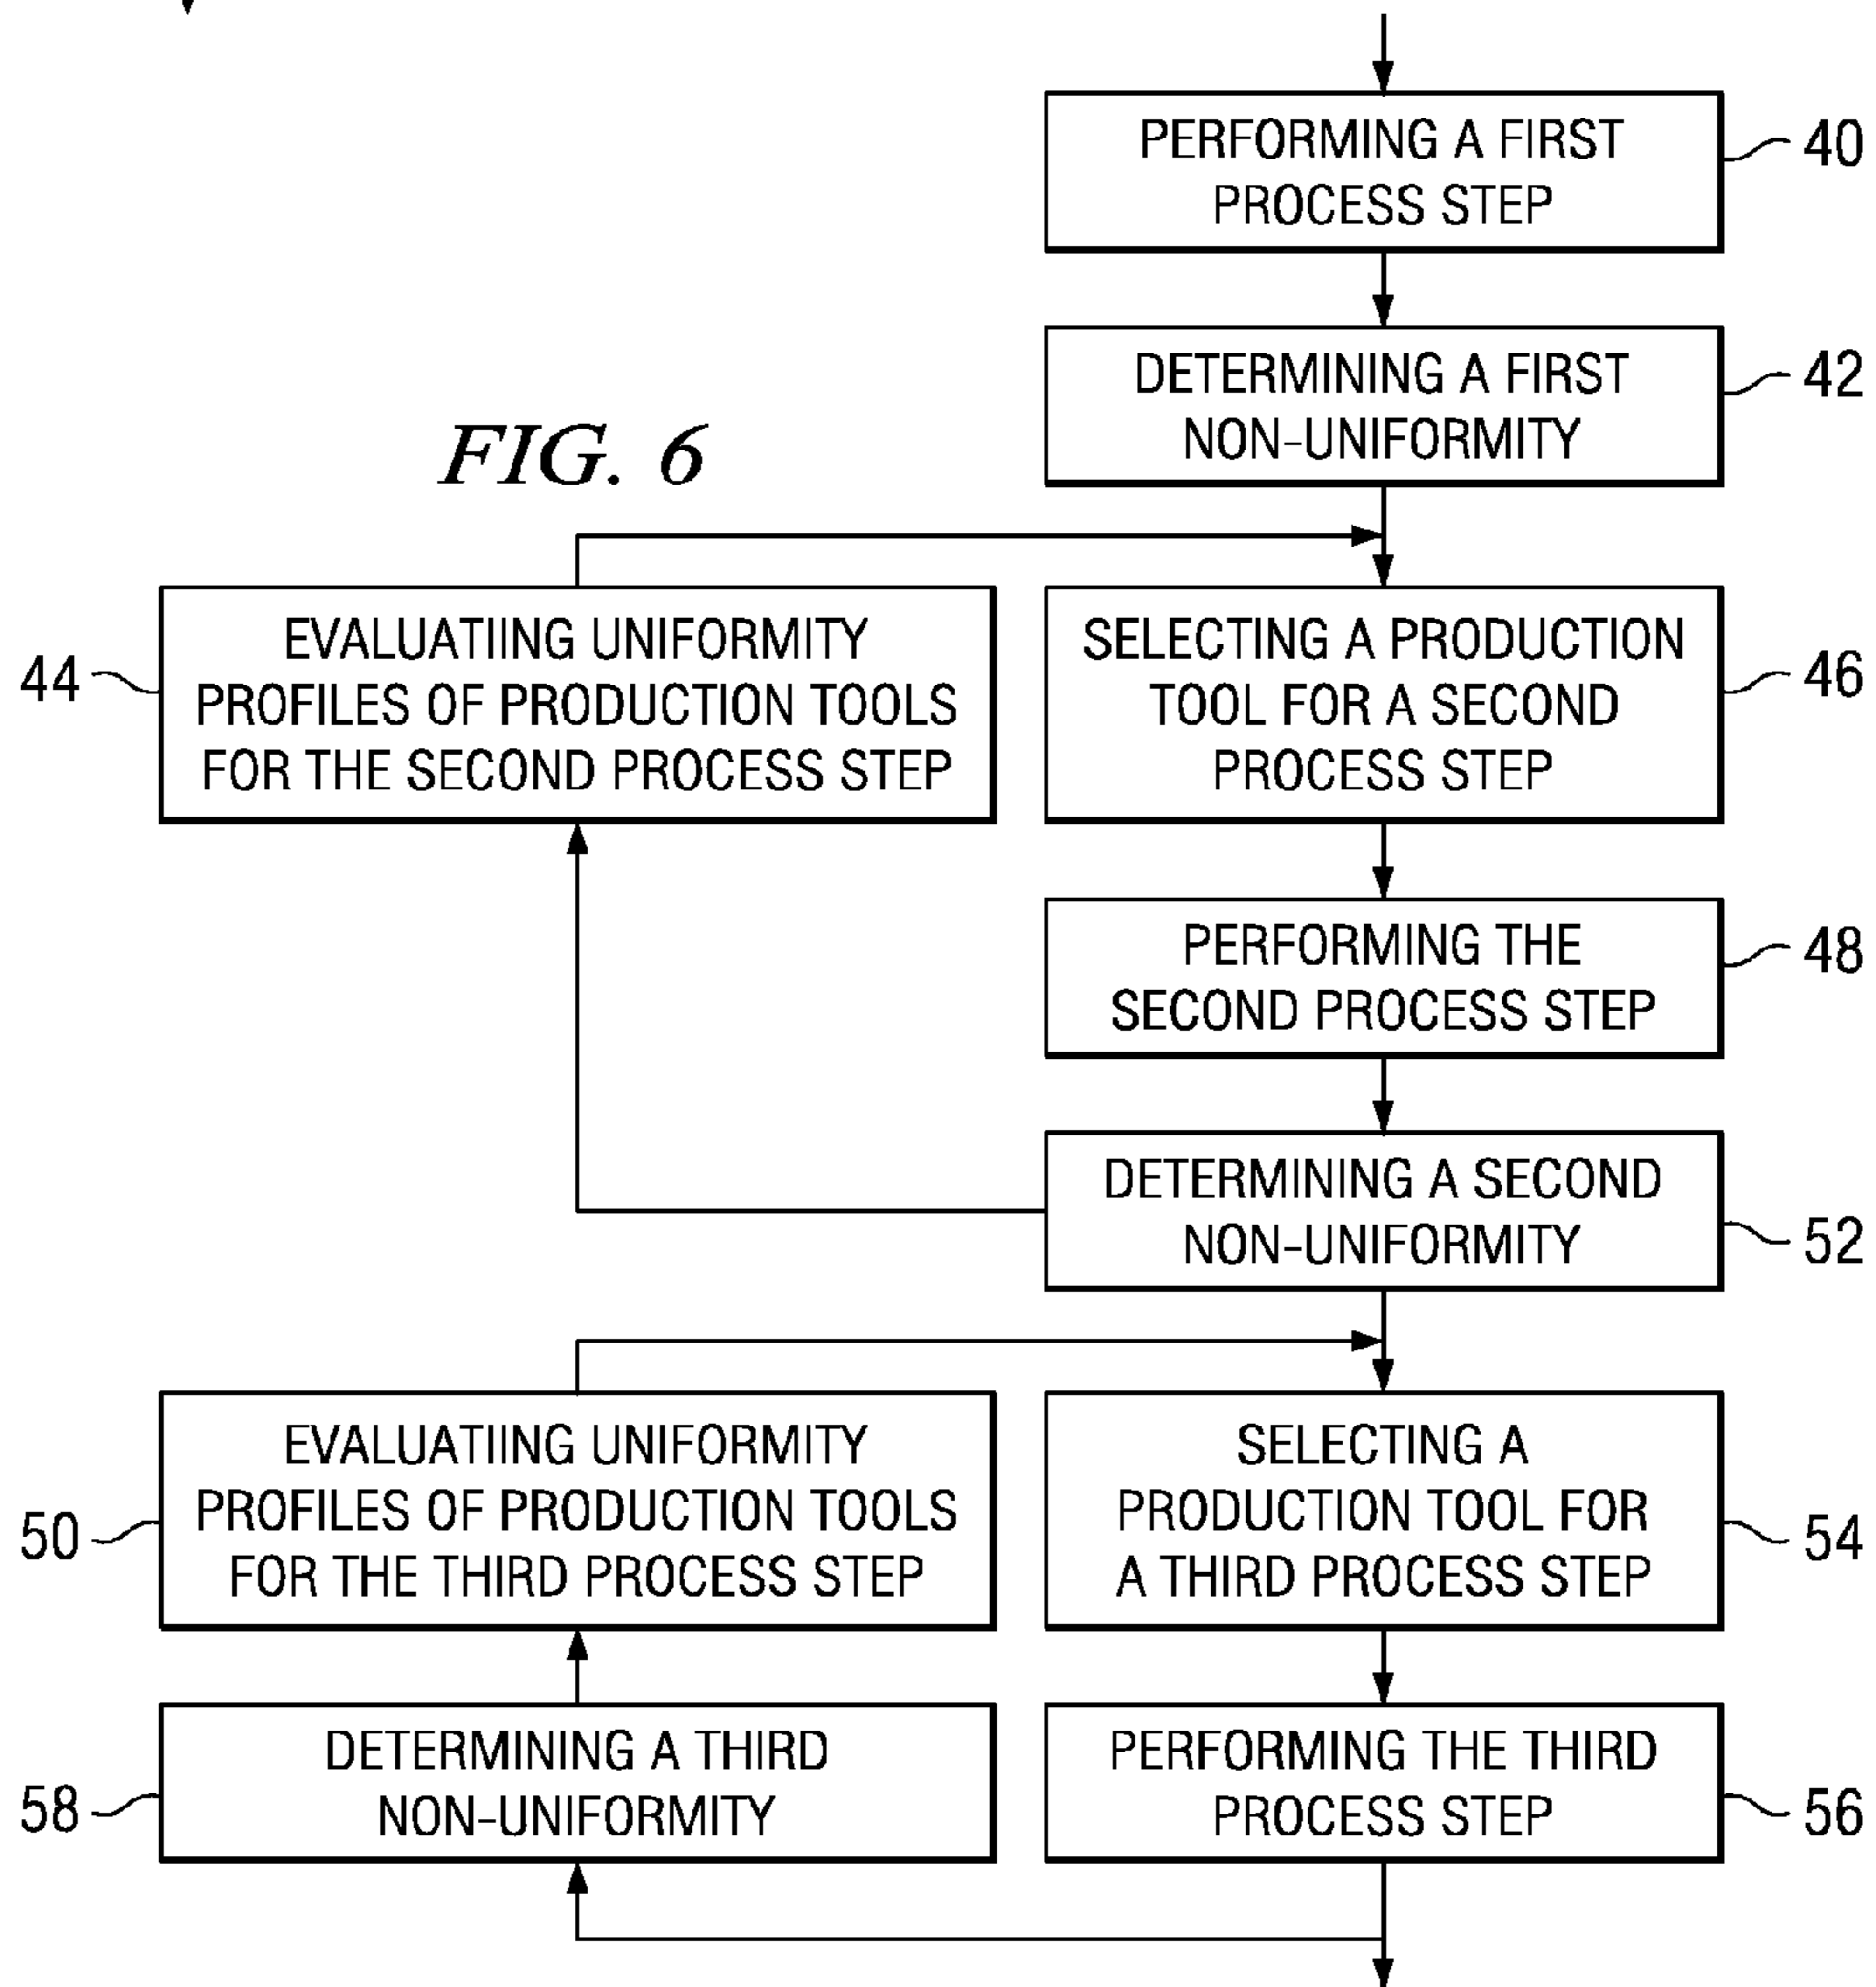 PERFORMING A FIRST
PROCESS STEP
40
DETERMINING A FIRST
NON-UNIFORMITY
42
FIG. 6
44
EVALUATIING UNIFORMITY
PROFILES OF PRODUCTION TOOLS
FOR THE SECOND PROCESS STEP
SELECTING A PRODUCTION
TOOL FOR A SECOND
PROCESS STEP
46
PERFORMING THE
SECOND PROCESS STEP
48
DETERMINING A SECOND
NON-UNIFORMITY
52
50
EVALUATIING UNIFORMITY
PROFILES OF PRODUCTION TOOLS
FOR THE THIRD PROCESS STEP
SELECTING A
PRODUCTION TOOL FOR
A THIRD PROCESS STEP
54
58
DETERMINING A THIRD
NON-UNIFORMITY
PERFORMING THE THIRD
PROCESS STEP
56